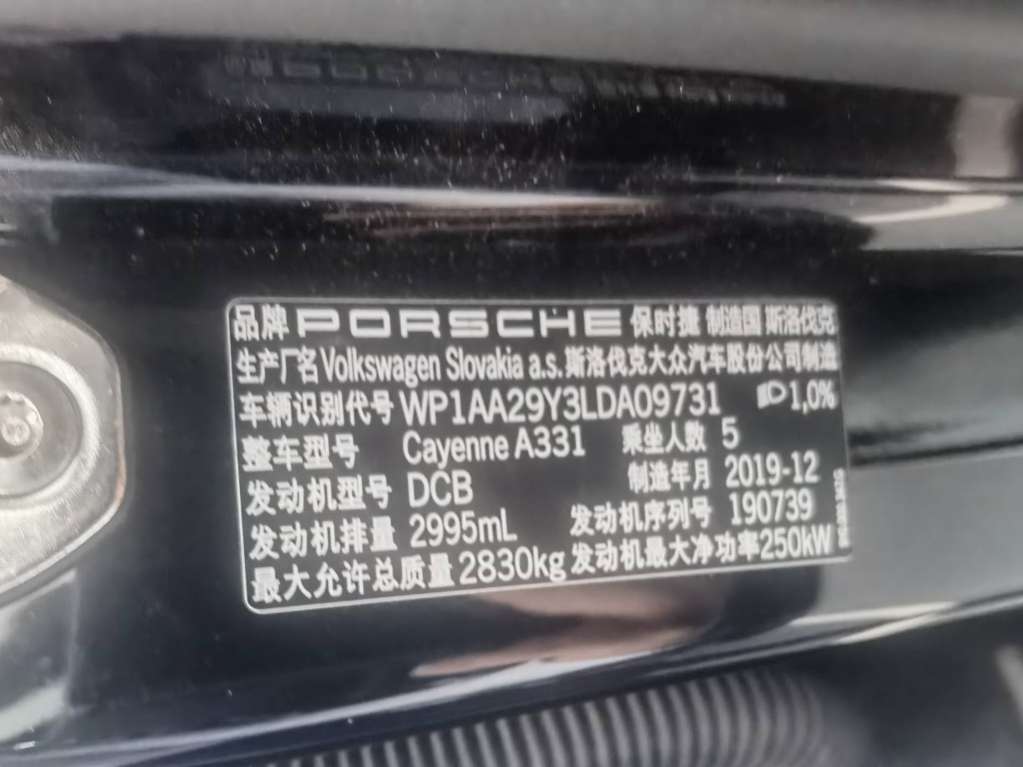 品牌 PORSCHE 保时捷 制造国 斯洛伐克
生产厂名 Volkswagen Slovakia a.s. 斯洛伐克大众汽车股份公司制造
车辆识别代号 WP1AA29Y3LDA09731 1,0%
整车型号 Cayenne A331 乘坐人数 5
发动机型号 DCB 制造年月 2019-12
发动机排量 2995mL 发动机序列号 190739
最大允许总质量 2830kg 发动机最大净功率 250kW